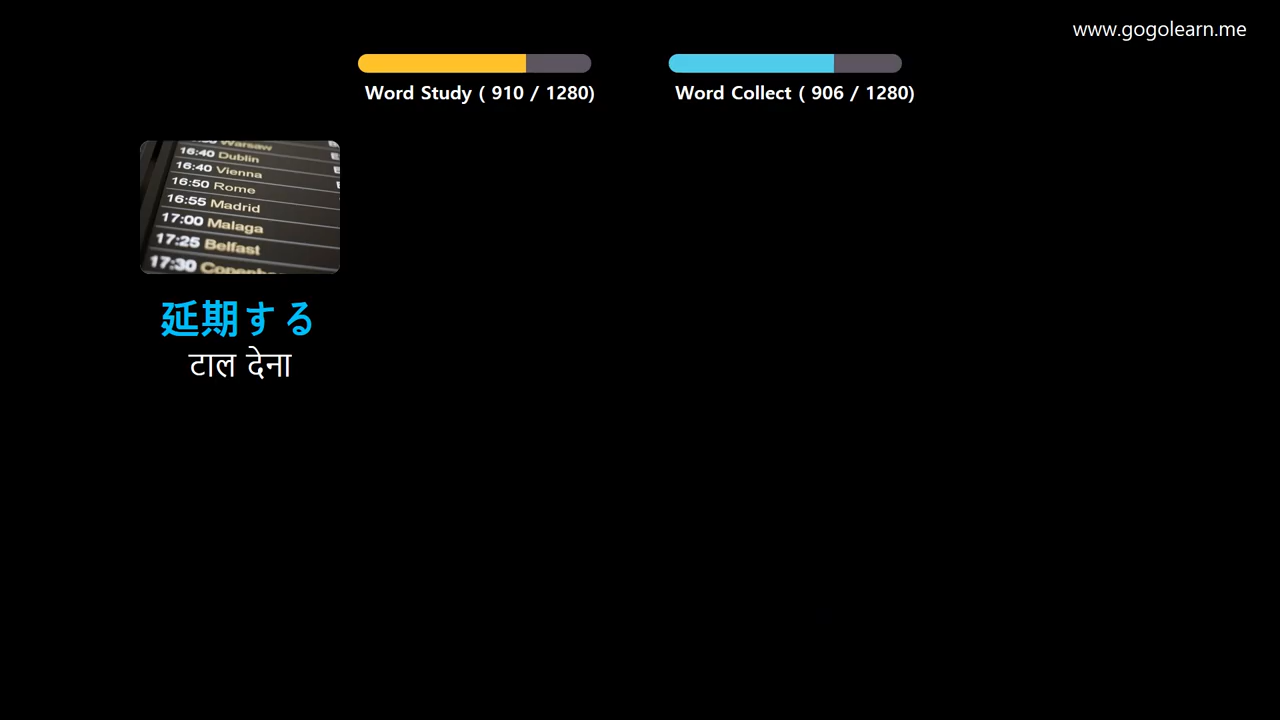 www.gogolearn.me
Word Study ( 910 / 1280)
Word Collect ( 906 / 1280)
Warsaw
16:40 Dublin
16:40 Vienna
16:50 Rome
16:55 Madrid
17:00 Malaga
17:25 Belfast
17:30
延期する
टाल देना